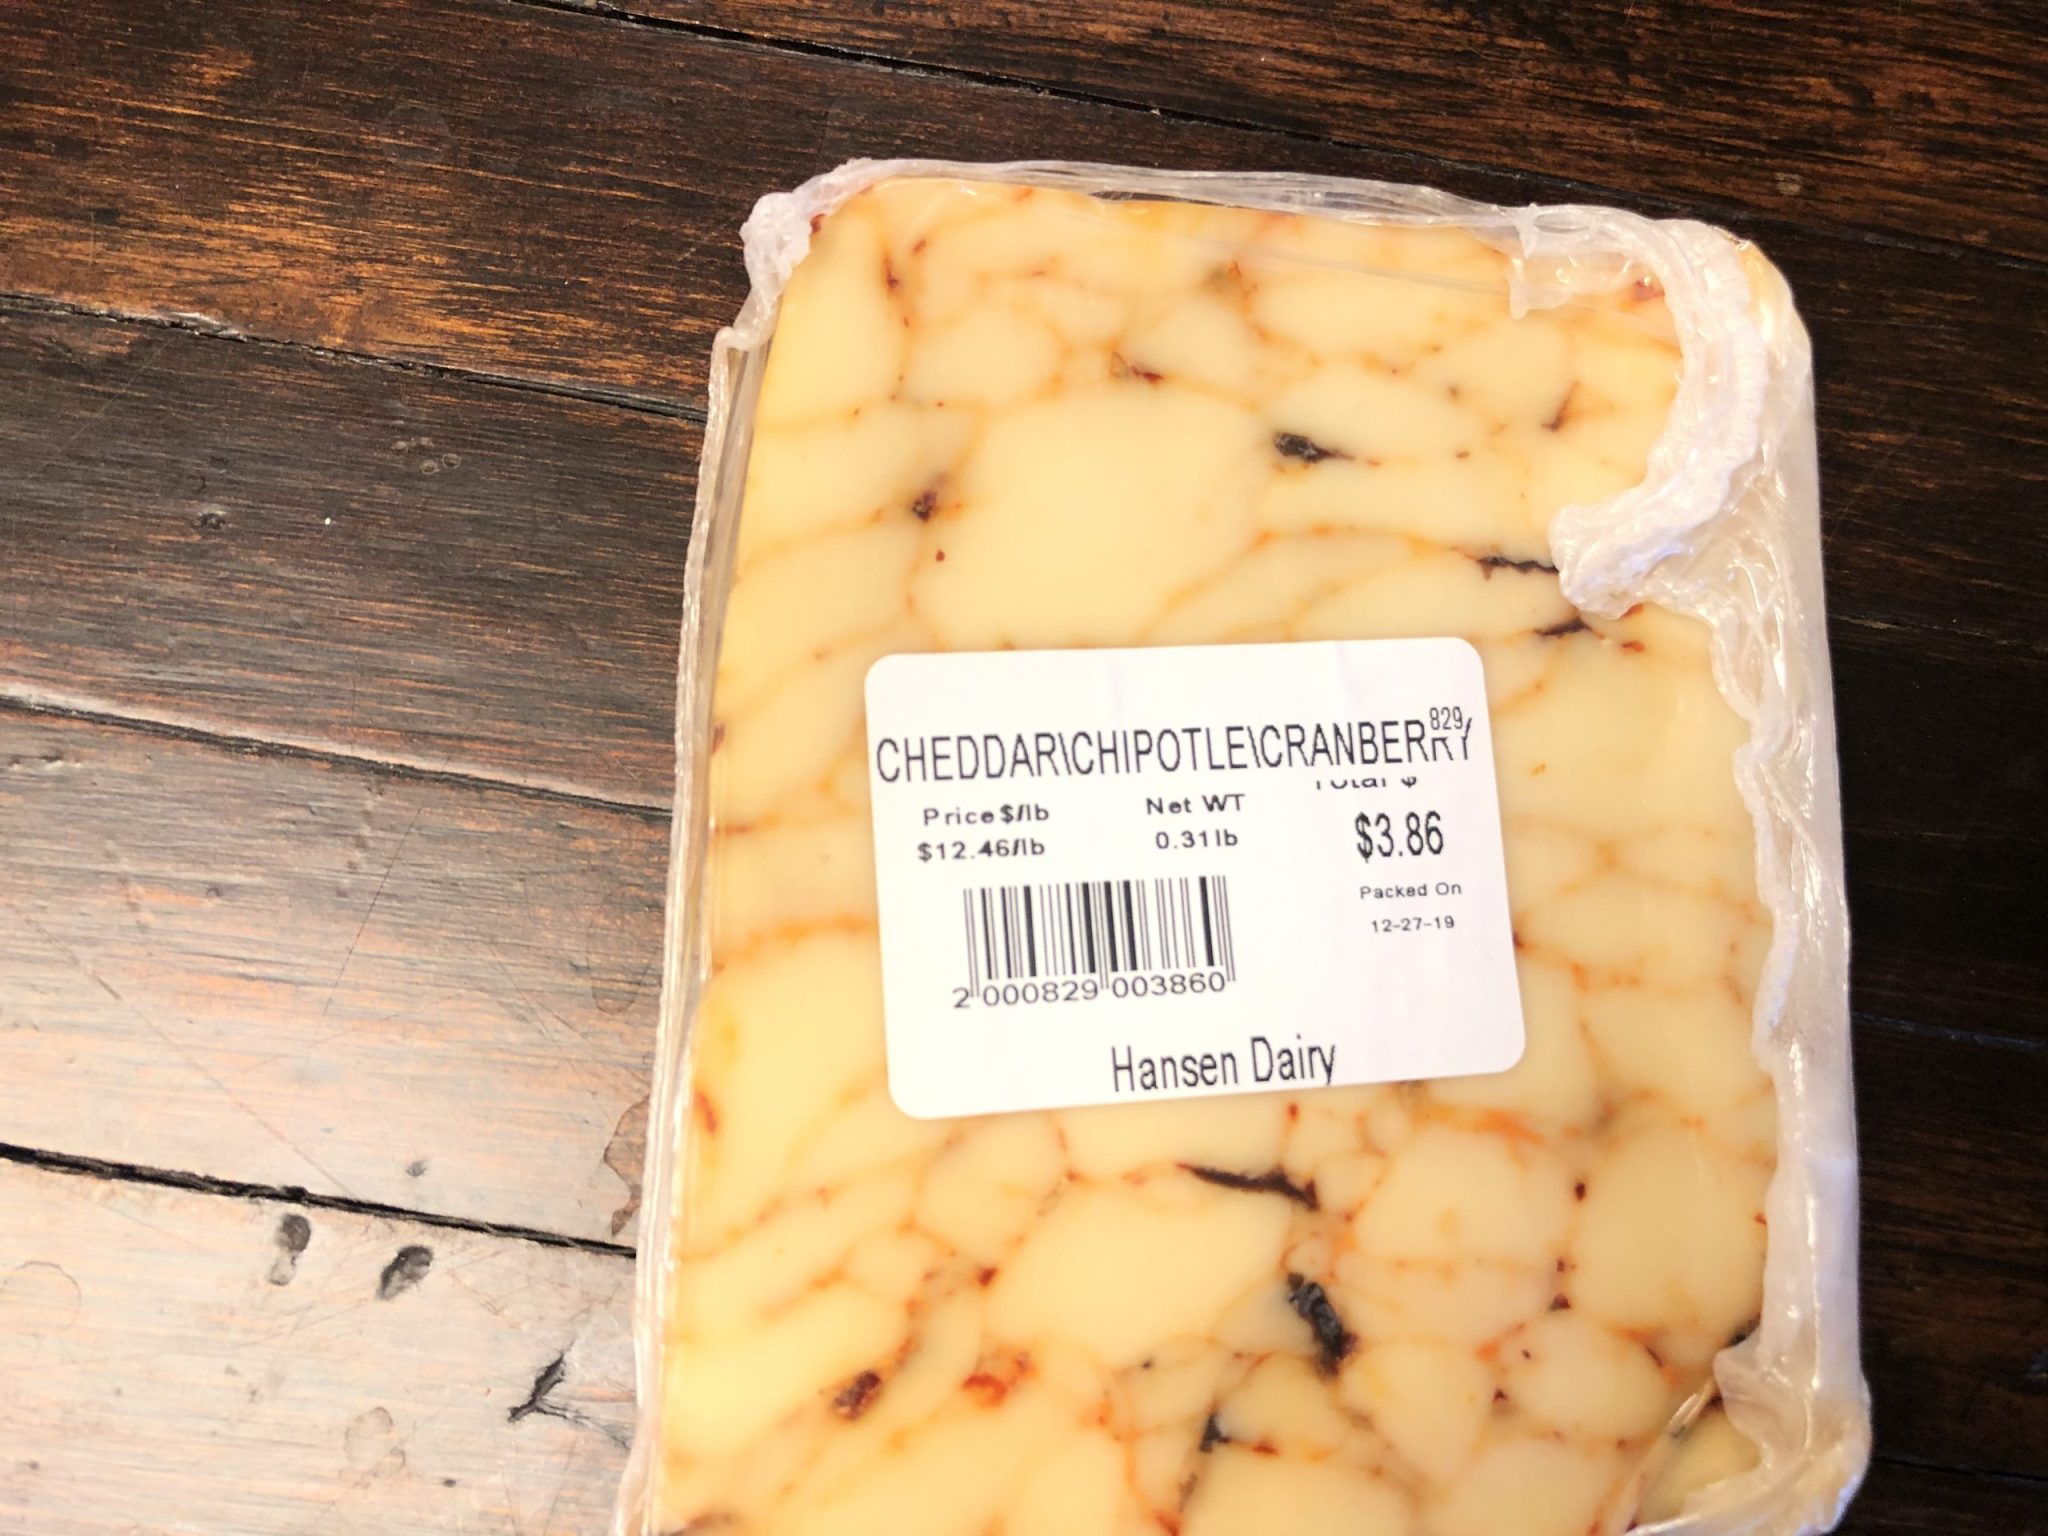 829
CHEDDAR\CHIPOTLE\CRANBERRY
Price $/lb Net WT Total $
$12.46/lb 0.31 lb $3.86
Packed On
12-27-19
2 000829 003860
Hansen Dairy